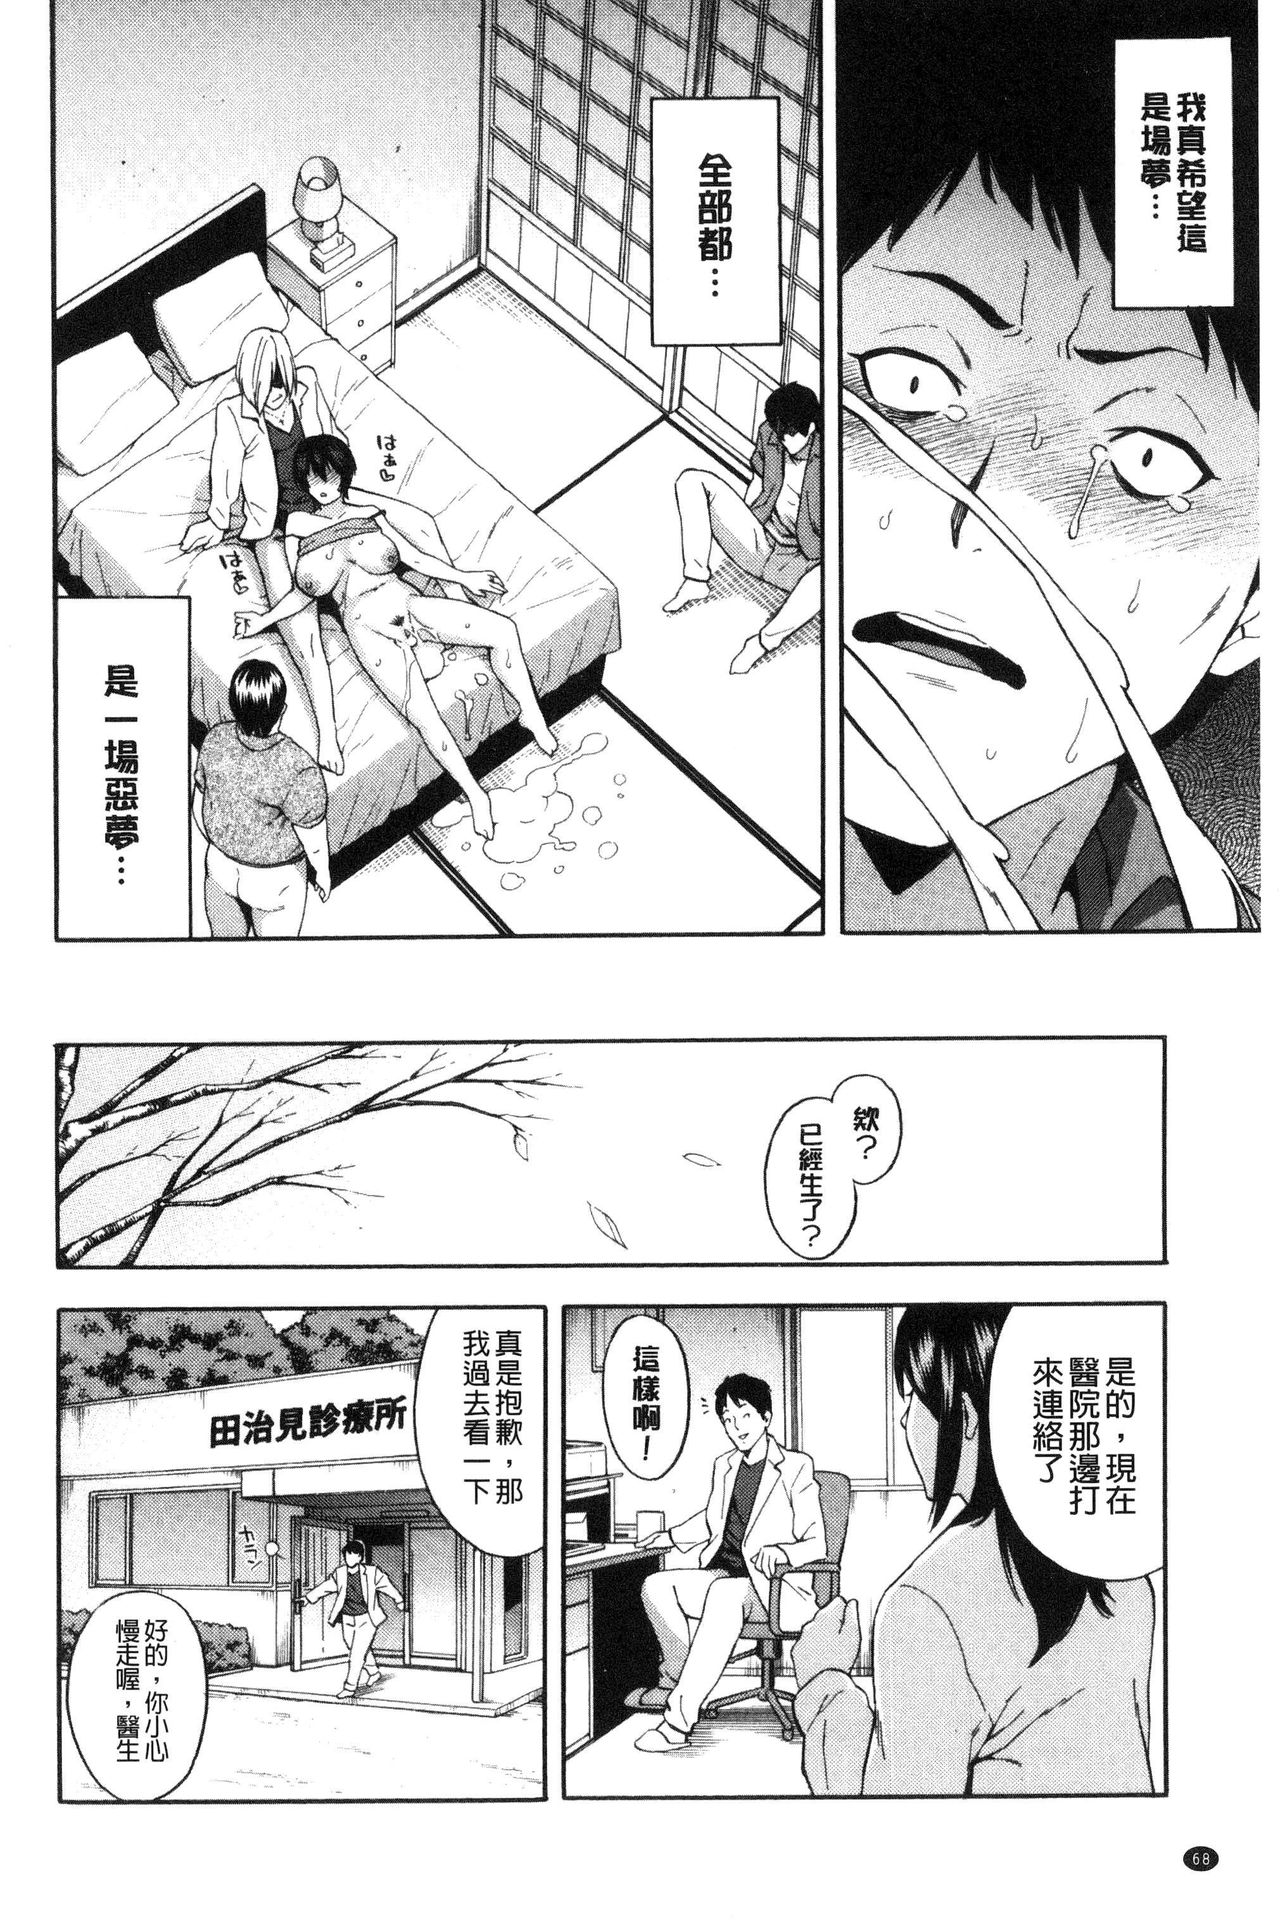 我真希望這
是場夢…
全部都…
はぁ♡
はぁ♡
是一場惡夢…
欸？
已經生了？
是的，現在
醫院那邊打
來連絡了
這樣啊！
真是抱歉，那
我過去看一下
田治見診療所
カラン
好的，你小心
慢走喔，醫生
68